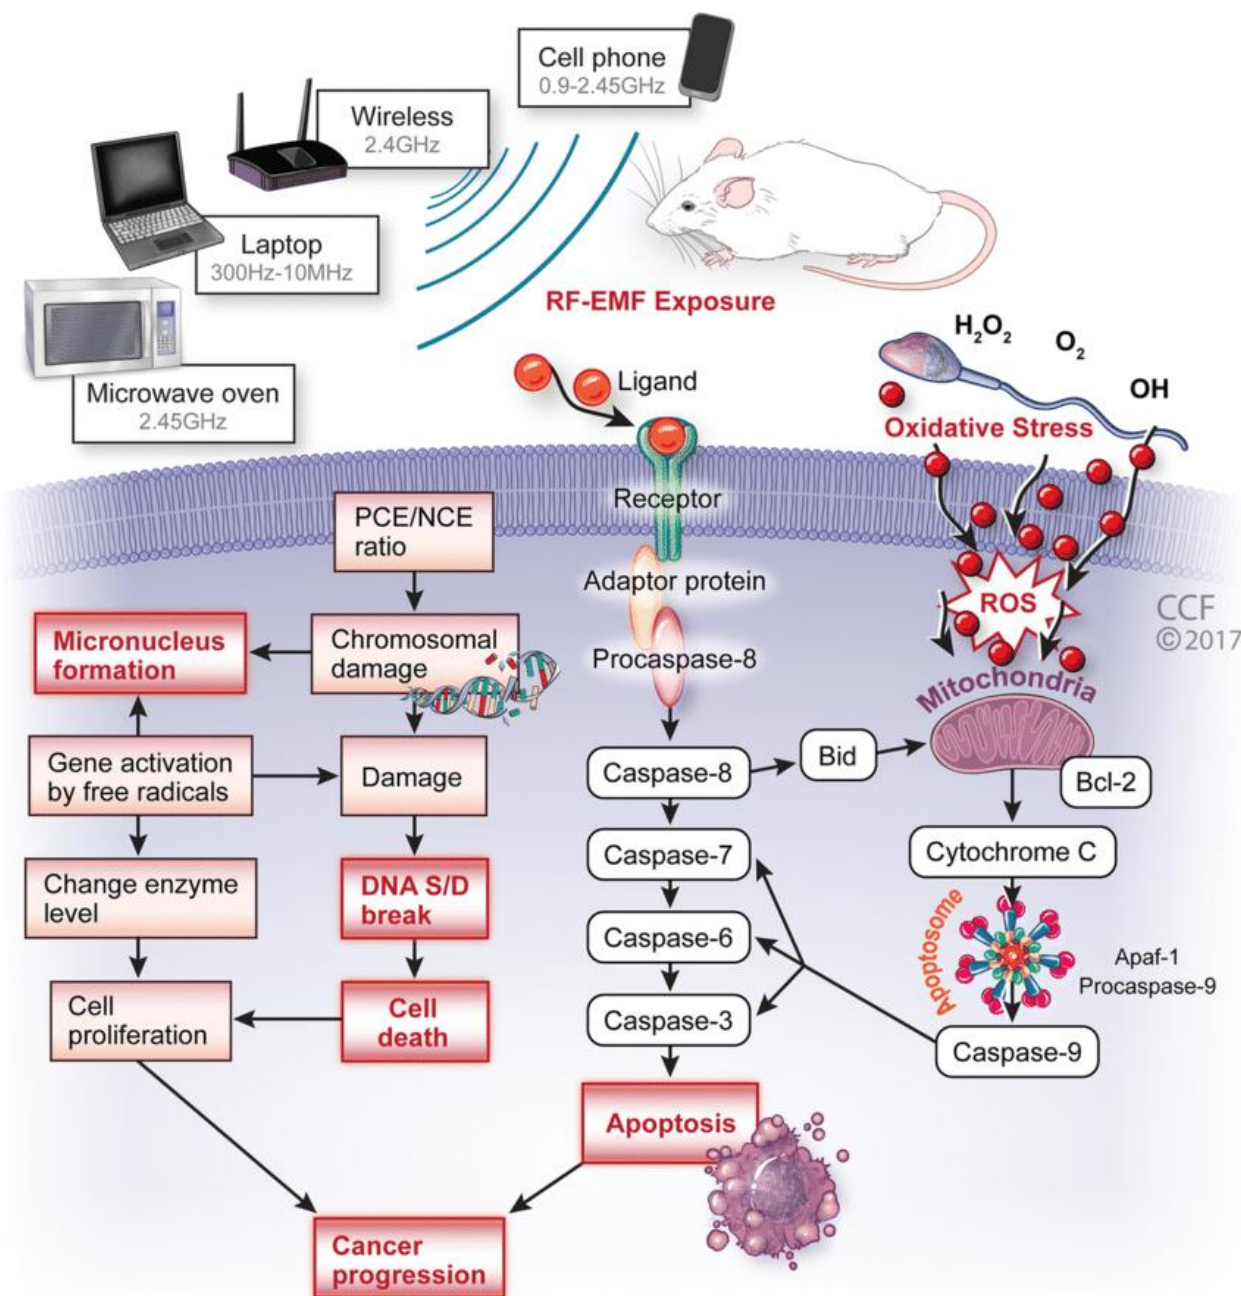 Cell phone
0.9-2.45GHz
Wireless
2.4GHz
Laptop
300Hz-10MHz
Microwave oven
2.45GHz
RF-EMF Exposure
H₂O₂
O₂
OH
Ligand
Oxidative Stress
Receptor
PCE/NCE
ratio
Adaptor protein
ROS
CCF
©2017
Micronucleus
formation
Chromosomal
damage
Procaspase-8
Mitochondria
Gene activation
by free radicals
Damage
Caspase-8
Bid
Bcl-2
Change enzyme
level
DNA S/D
break
Caspase-7
Cytochrome C
Caspase-6
Apoptosome
Apaf-1
Procaspase-9
Cell
proliferation
Cell
death
Caspase-3
Caspase-9
Apoptosis
Cancer
progression